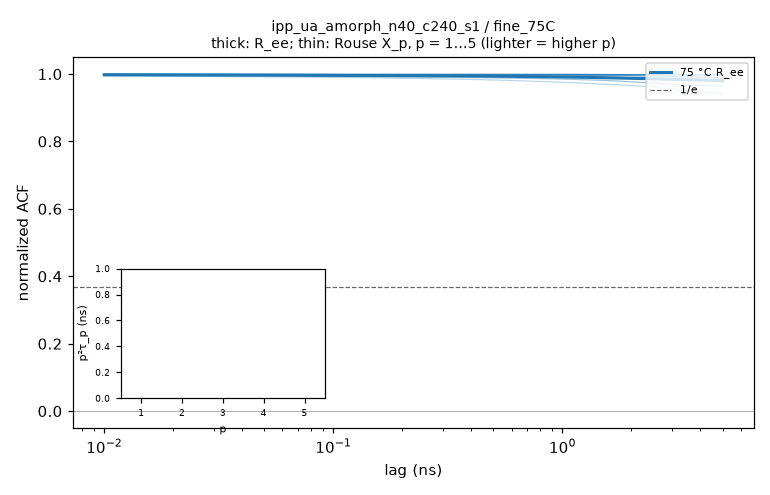 ipp_ua_amorph_n40_c240_s1 / fine_75C
thick: R_ee; thin: Rouse X_p, p = 1…5 (lighter = higher p)
75 °C R_ee
1/e
normalized ACF
1.0
0.8
0.6
0.4
0.2
0.0
p²τ_p (ns)
1.0
0.8
0.6
0.4
0.2
0.0
1 2 3 4 5
p
10⁻² 10⁻¹ 10⁰
lag (ns)